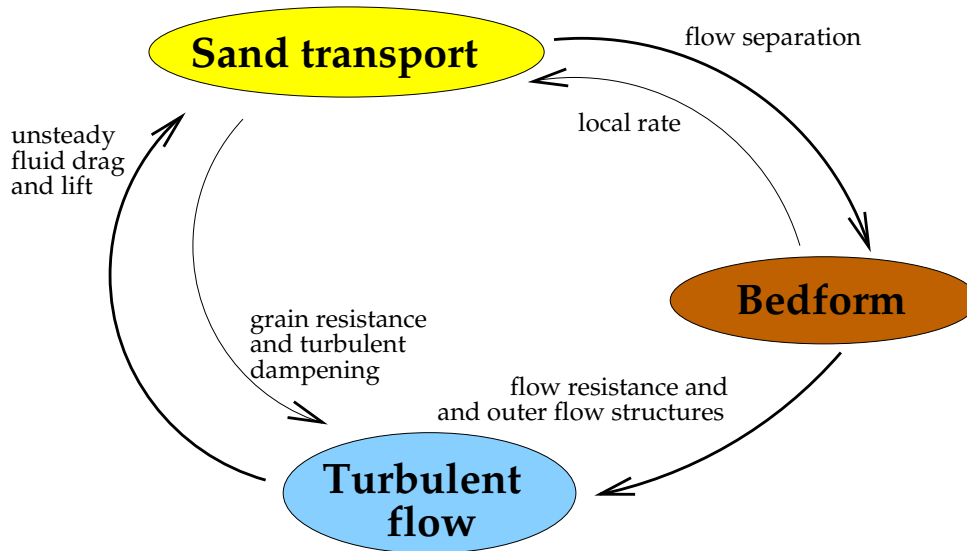 Sand transport
flow separation
local rate
unsteady
fluid drag
and lift
Bedform
grain resistance
and turbulent
dampening
flow resistance and
and outer flow structures
Turbulent
flow